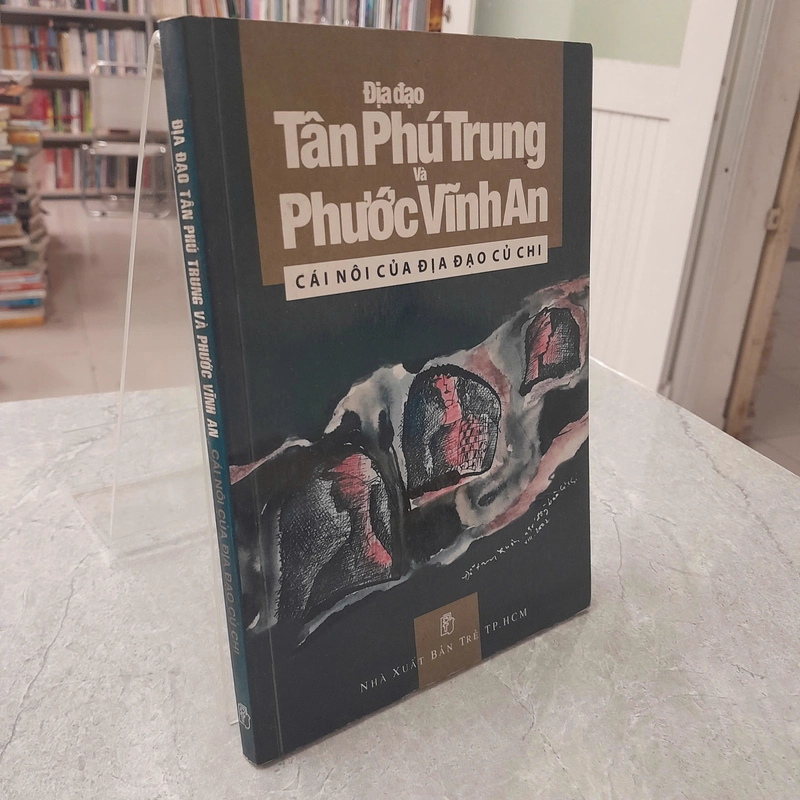 Địa đạo
Tân Phú Trung
Và
Phước Vĩnh An
CÁI NÔI CỦA ĐỊA ĐẠO CỦ CHI
NHÀ XUẤT BẢN TRẺ TP.HCM
ĐỊA ĐẠO TÂN PHÚ TRUNG VÀ PHƯỚC VĨNH AN CÁI NÔI CỦA ĐỊA ĐẠO CỦ CHI